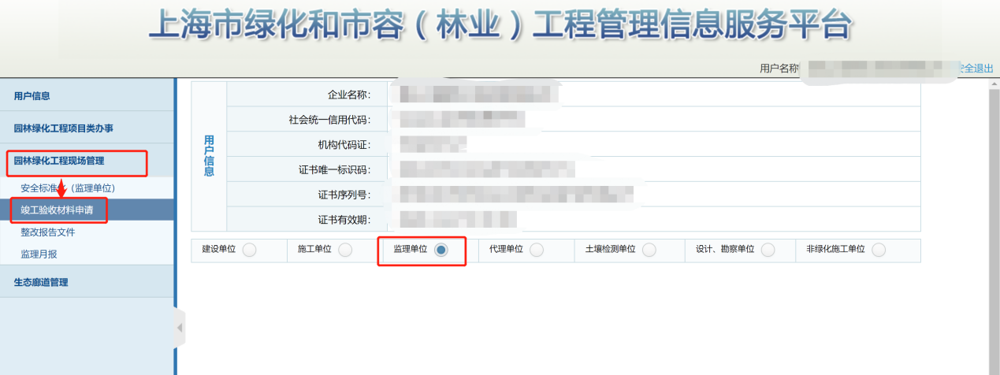 上海市绿化和市容（林业）工程管理信息服务平台
用户名称
安全退出
用户信息
园林绿化工程项目类办事
园林绿化工程现场管理
安全标准（监理单位）
竣工验收材料申请
整改报告文件
监理月报
生态廊道管理
用户信息
企业名称：
社会统一信用代码：
机构代码证：
证书唯一标识码：
证书序列号：
证书有效期：
建设单位
施工单位
监理单位
代理单位
土壤检测单位
设计、勘察单位
非绿化施工单位